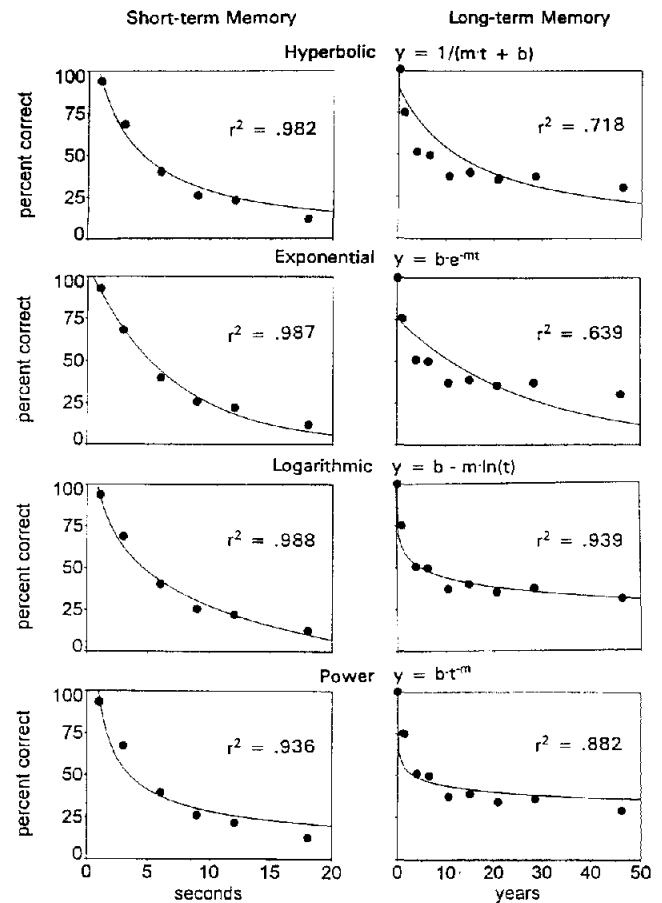 Short-term Memory Long-term Memory
Hyperbolic y = 1/(m·t + b)
percent correct
100
75
50
25
0
r² = .982
r² = .718
Exponential y = b·e^-mt
percent correct
100
75
50
25
0
r² = .987
r² = .639
Logarithmic y = b - m·ln(t)
percent correct
100
75
50
25
0
r² = .988
r² = .939
Power y = b·t^-m
percent correct
100
75
50
25
0
r² = .936
r² = .882
0 5 10 15 20
0 10 20 30 40 50
seconds years